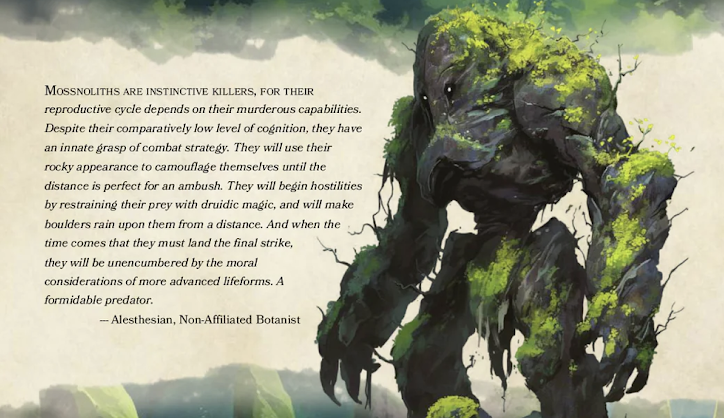 Mossnoliths are instinctive killers, for their
reproductive cycle depends on their murderous capabilities.
Despite their comparatively low level of cognition, they have
an innate grasp of combat strategy. They will use their
rocky appearance to camouflage themselves until the
distance is perfect for an ambush. They will begin hostilities
by restraining their prey with druidic magic, and will make
boulders rain upon them from a distance. And when the
time comes that they must land the final strike,
they will be unencumbered by the moral
considerations of more advanced lifeforms. A
formidable predator.
— Alesthesian, Non-Affiliated Botanist